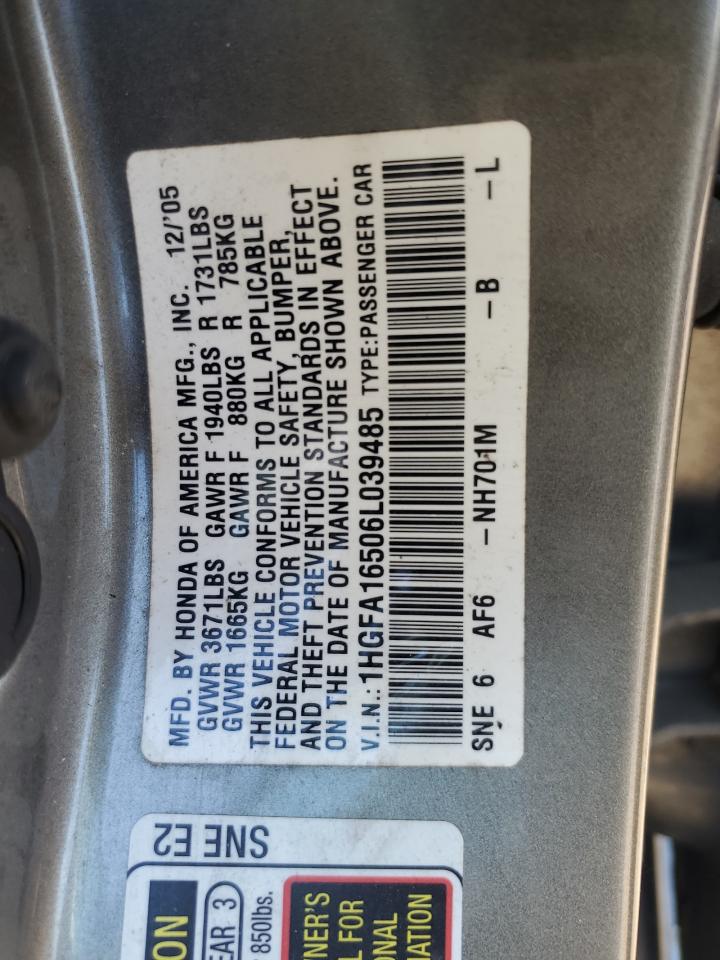 MFD. BY HONDA OF AMERICA MFG., INC. 12/'05
GVWR 3671LBS GAWR F 1940LBS R 1731LBS
GVWR 1665KG GAWR F 880KG R 785KG
THIS VEHICLE CONFORMS TO ALL APPLICABLE
FEDERAL MOTOR VEHICLE SAFETY, BUMPER,
AND THEFT PREVENTION STANDARDS IN EFFECT
ON THE DATE OF MANUFACTURE SHOWN ABOVE.
V.I.N.: 1HGFA16506L039485 TYPE:PASSENGER CAR
SNE 6 AF6 -NH701M -B -L
SNE E2
ON
EAR 3
850lbs.
NER'S
L FOR
ONAL
MATION